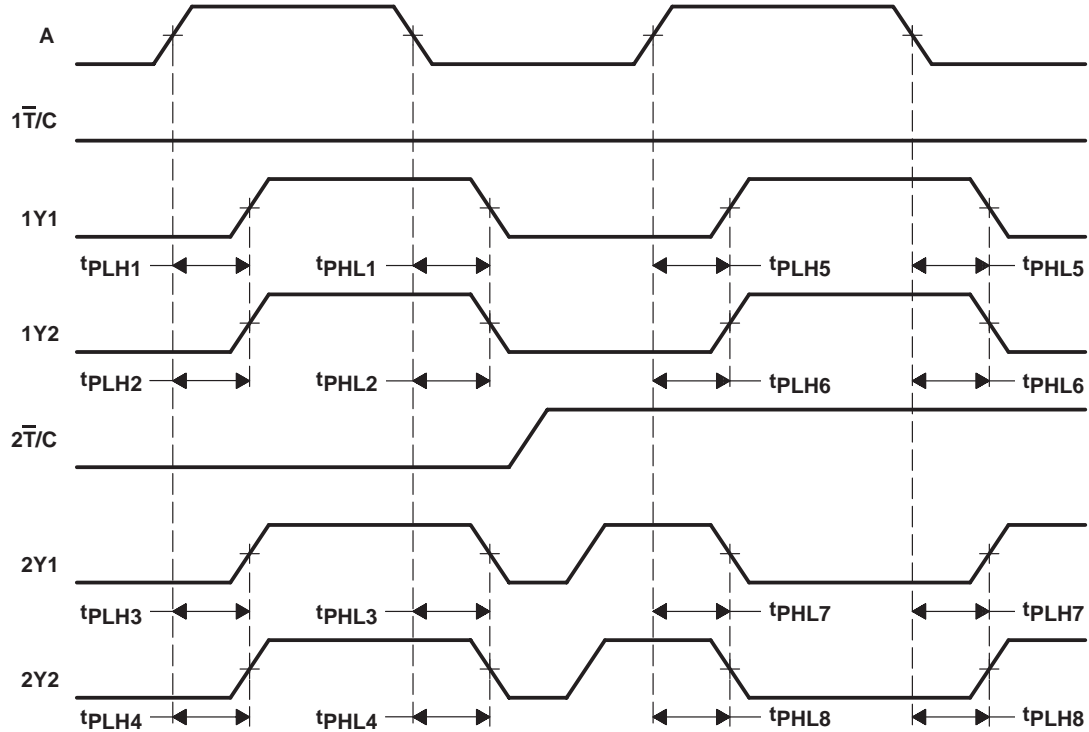 A
1T̅/C
1Y1
tPLH1 tPHL1 tPLH5 tPHL5
1Y2
tPLH2 tPHL2 tPLH6 tPHL6
2T̅/C
2Y1
tPLH3 tPHL3 tPHL7 tPLH7
2Y2
tPLH4 tPHL4 tPHL8 tPLH8